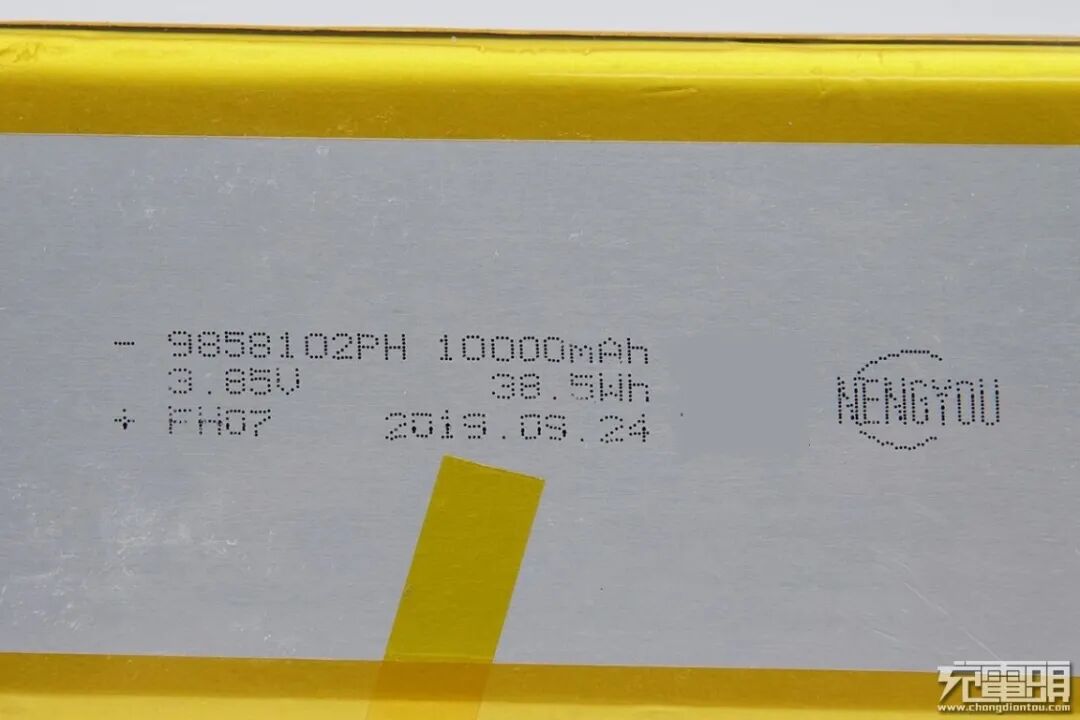 - 9858102PH 10000mAh
3.85V 38.5Wh
+ FH07 2019.09.24
NENGYOU
充電頭
www.chongdiantou.com